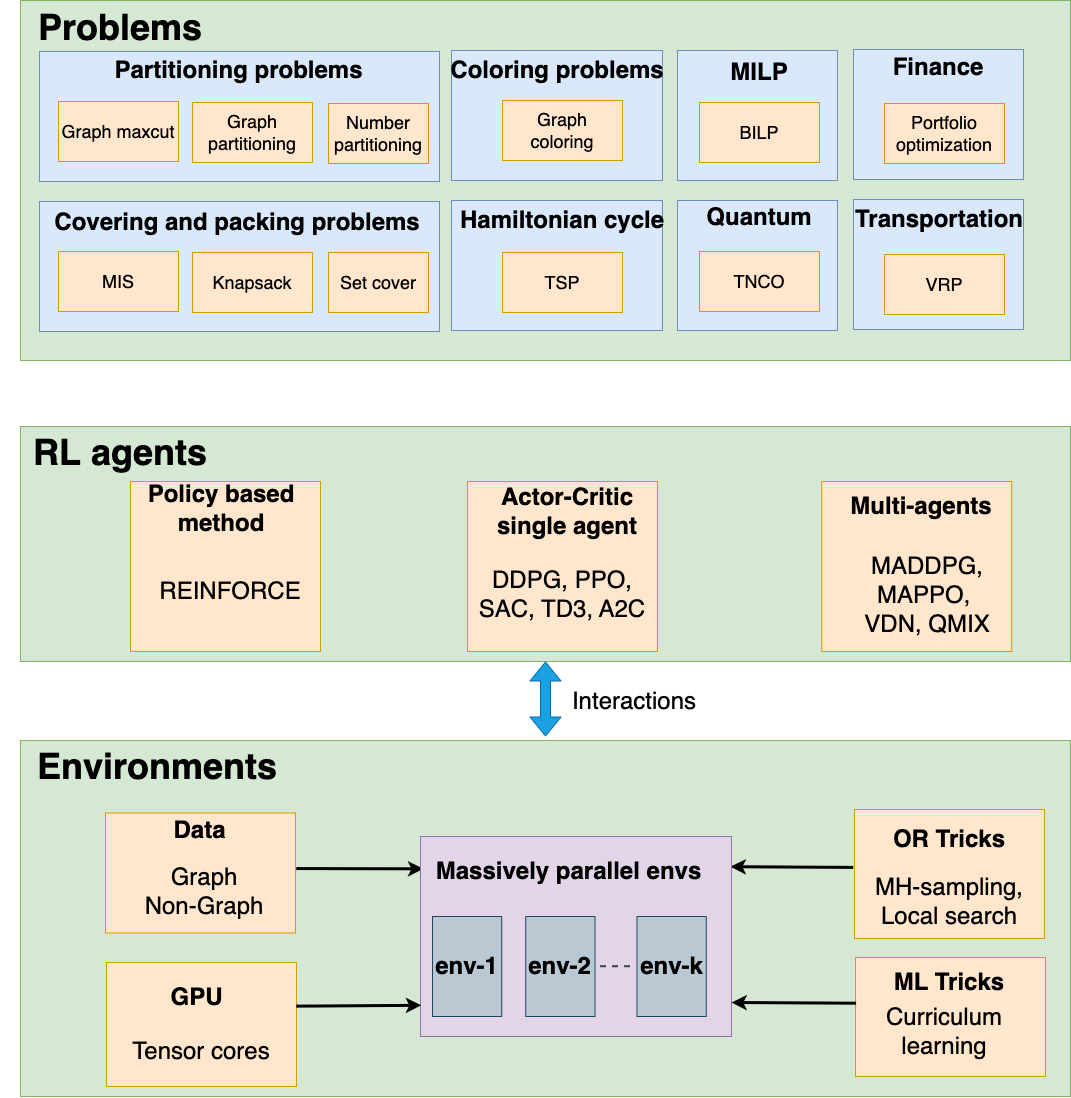 Problems
Partitioning problems
Graph maxcut
Graph
partitioning
Number
partitioning
Coloring problems
Graph
coloring
MILP
BILP
Finance
Portfolio
optimization
Covering and packing problems
MIS
Knapsack
Set cover
Hamiltonian cycle
TSP
Quantum
TNCO
Transportation
VRP
RL agents
Policy based
method
REINFORCE
Actor-Critic
single agent
DDPG, PPO,
SAC, TD3, A2C
Multi-agents
MADDPG,
MAPPO,
VDN, QMIX
Interactions
Environments
Data
Graph
Non-Graph
GPU
Tensor cores
Massively parallel envs
env-1
env-2
env-k
OR Tricks
MH-sampling,
Local search
ML Tricks
Curriculum
learning